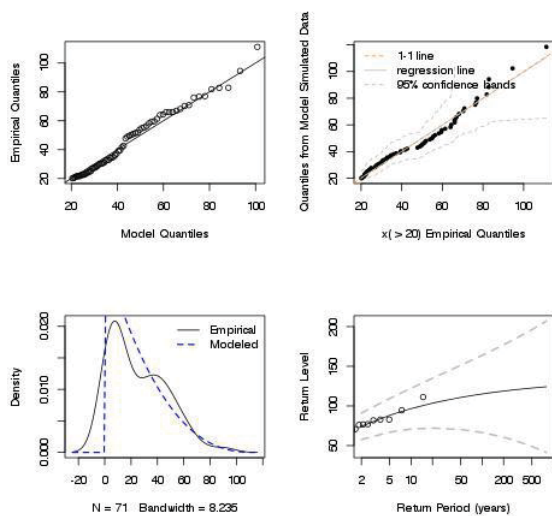 Empirical Quantiles
100
80
60
40
20
20 40 60 80 100
Model Quantiles
Quantiles from Model Simulated Data
100
80
60
40
20
1-1 line
regression line
95% confidence bands
20 40 60 80 100
x( > 20) Empirical Quantiles
Density
0.020
0.010
0.000
Empirical
Modeled
-20 0 20 40 60 80 100
N = 71 Bandwidth = 8.235
Return Level
200
150
100
50
2 5 20 50 200 500
Return Period (years)